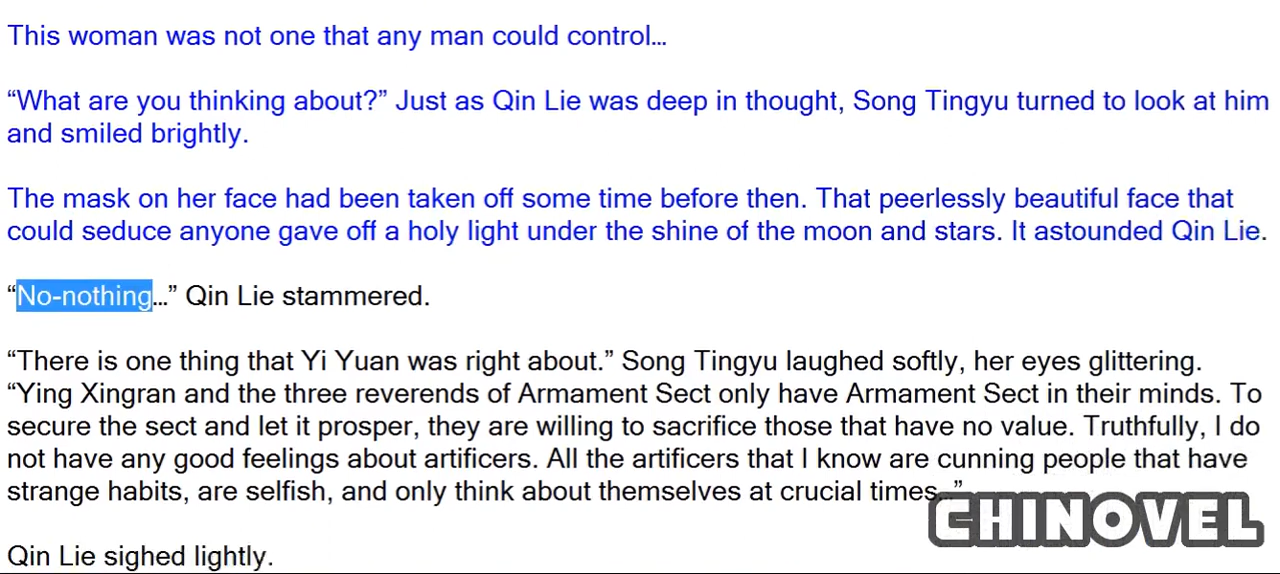 This woman was not one that any man could control…
“What are you thinking about?” Just as Qin Lie was deep in thought, Song Tingyu turned to look at him
and smiled brightly.
The mask on her face had been taken off some time before then. That peerlessly beautiful face that
could seduce anyone gave off a holy light under the shine of the moon and stars. It astounded Qin Lie.
“No-nothing…” Qin Lie stammered.
“There is one thing that Yi Yuan was right about.” Song Tingyu laughed softly, her eyes glittering.
“Ying Xingran and the three reverends of Armament Sect only have Armament Sect in their minds. To
secure the sect and let it prosper, they are willing to sacrifice those that have no value. Truthfully, I do
not have any good feelings about artificers. All the artificers that I know are cunning people that have
strange habits, are selfish, and only think about themselves at crucial times…”
CHINOVEL
Qin Lie sighed lightly.